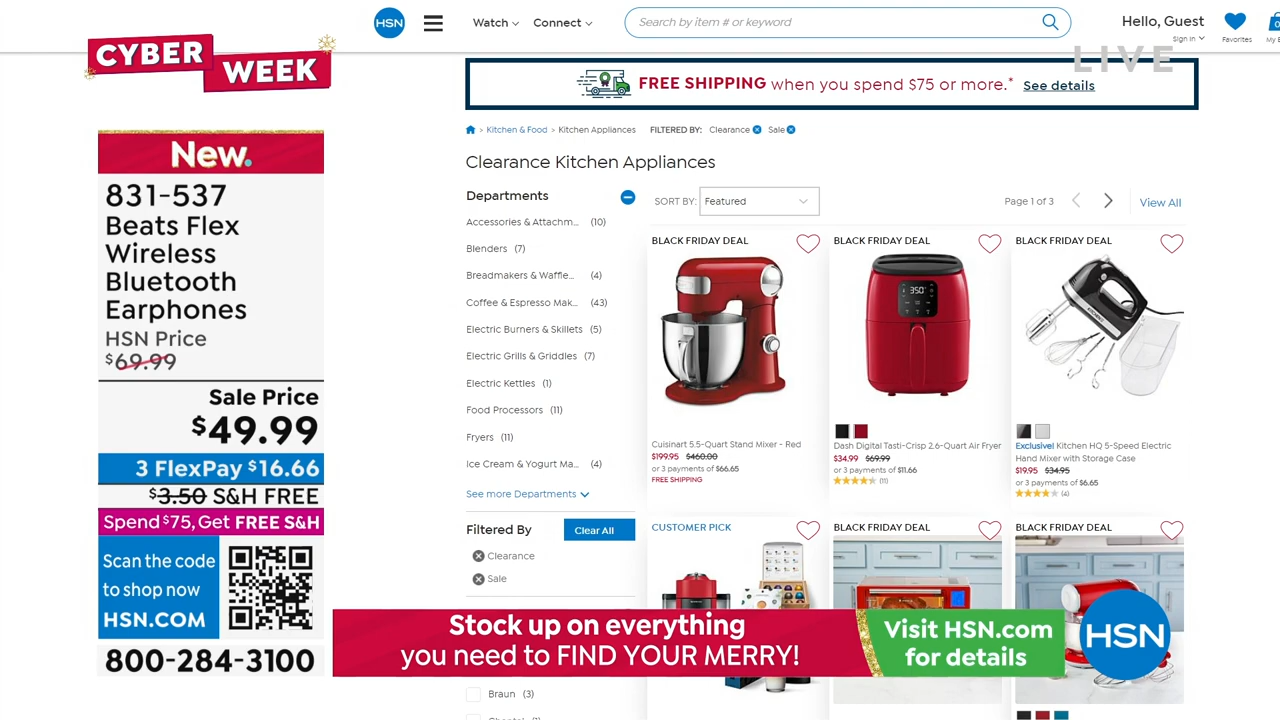 HSN
Watch
Connect
Search by item # or keyword
Hello, Guest
Sign In
Favorites
0
LIVE
CYBER
WEEK
FREE SHIPPING when you spend $75 or more.* See details
> Kitchen & Food > Kitchen Appliances FILTERED BY: Clearance Sale
Clearance Kitchen Appliances
New.
831-537
Beats Flex
Wireless
Bluetooth
Earphones
HSN Price
$69.99
Sale Price
$49.99
3 FlexPay $16.66
$3.50 S&H FREE
Spend $75, Get FREE S&H
Scan the code
to shop now
HSN.COM
800-284-3100
Departments
Accessories & Attachm... (10)
Blenders (7)
Breadmakers & Waffle... (4)
Coffee & Espresso Mak... (43)
Electric Burners & Skillets (5)
Electric Grills & Griddles (7)
Electric Kettles (1)
Food Processors (11)
Fryers (11)
Ice Cream & Yogurt Ma... (4)
See more Departments
Filtered By
Clear All
Clearance
Sale
Braun (3)
SORT BY: Featured
Page 1 of 3
View All
BLACK FRIDAY DEAL
Cuisinart 5.5-Quart Stand Mixer - Red
$199.95 $460.00
or 3 payments of $66.65
FREE SHIPPING
BLACK FRIDAY DEAL
350°
Dash Digital Tasti-Crisp 2.6-Quart Air Fryer
$34.99 $69.99
or 3 payments of $11.66
(11)
BLACK FRIDAY DEAL
Exclusive! Kitchen HQ 5-Speed Electric
Hand Mixer with Storage Case
$19.95 $34.95
or 3 payments of $6.65
(4)
CUSTOMER PICK
BLACK FRIDAY DEAL
BLACK FRIDAY DEAL
Stock up on everything
you need to FIND YOUR MERRY!
Visit HSN.com
for details
HSN